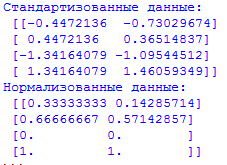 Стандартизованные данные:
[[-0.4472136  -0.73029674]
[ 0.4472136   0.36514837]
[-1.34164079 -1.09544512]
[ 1.34164079  1.46059349]]
Нормализованные данные:
[[0.33333333 0.14285714]
[0.66666667 0.57142857]
[0.         0.        ]
[1.         1.        ]]
...